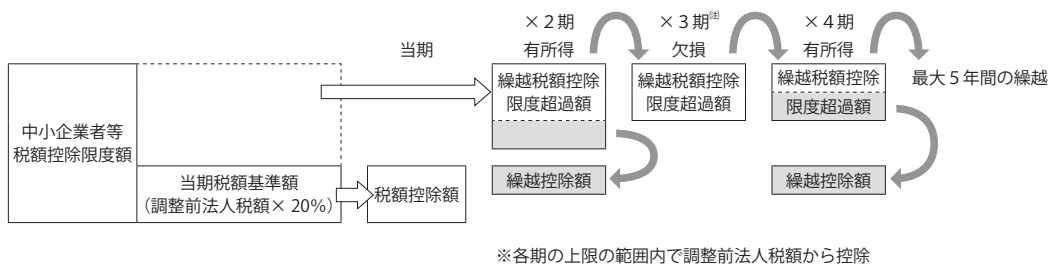 当期
×2期
有所得
×3期(注)
欠損
×4期
有所得
中小企業者等
税額控除限度額
当期税額基準額
(調整前法人税額×20%)
税額控除額
繰越税額控除
限度超過額
繰越控除額
繰越税額控除
限度超過額
繰越税額控除
限度超過額
繰越控除額
最大5年間の繰越
※各期の上限の範囲内で調整前法人税額から控除